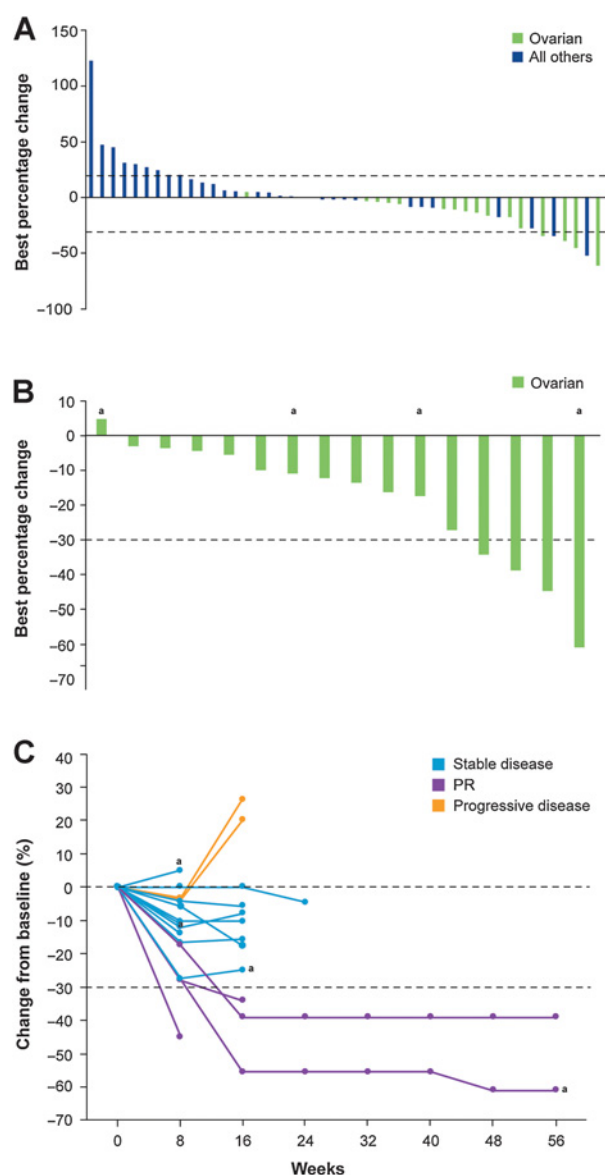 A
150
100
50
0
−50
−100
Best percentage change
Ovarian
All others
B
10
0
−10
−20
−30
−40
−50
−60
−70
Best percentage change
Ovarian
a
a
a
a
C
40
30
20
10
0
−10
−20
−30
−40
−50
−60
−70
Change from baseline (%)
Stable disease
PR
Progressive disease
a
a
a
a
0
8
16
24
32
40
48
56
Weeks